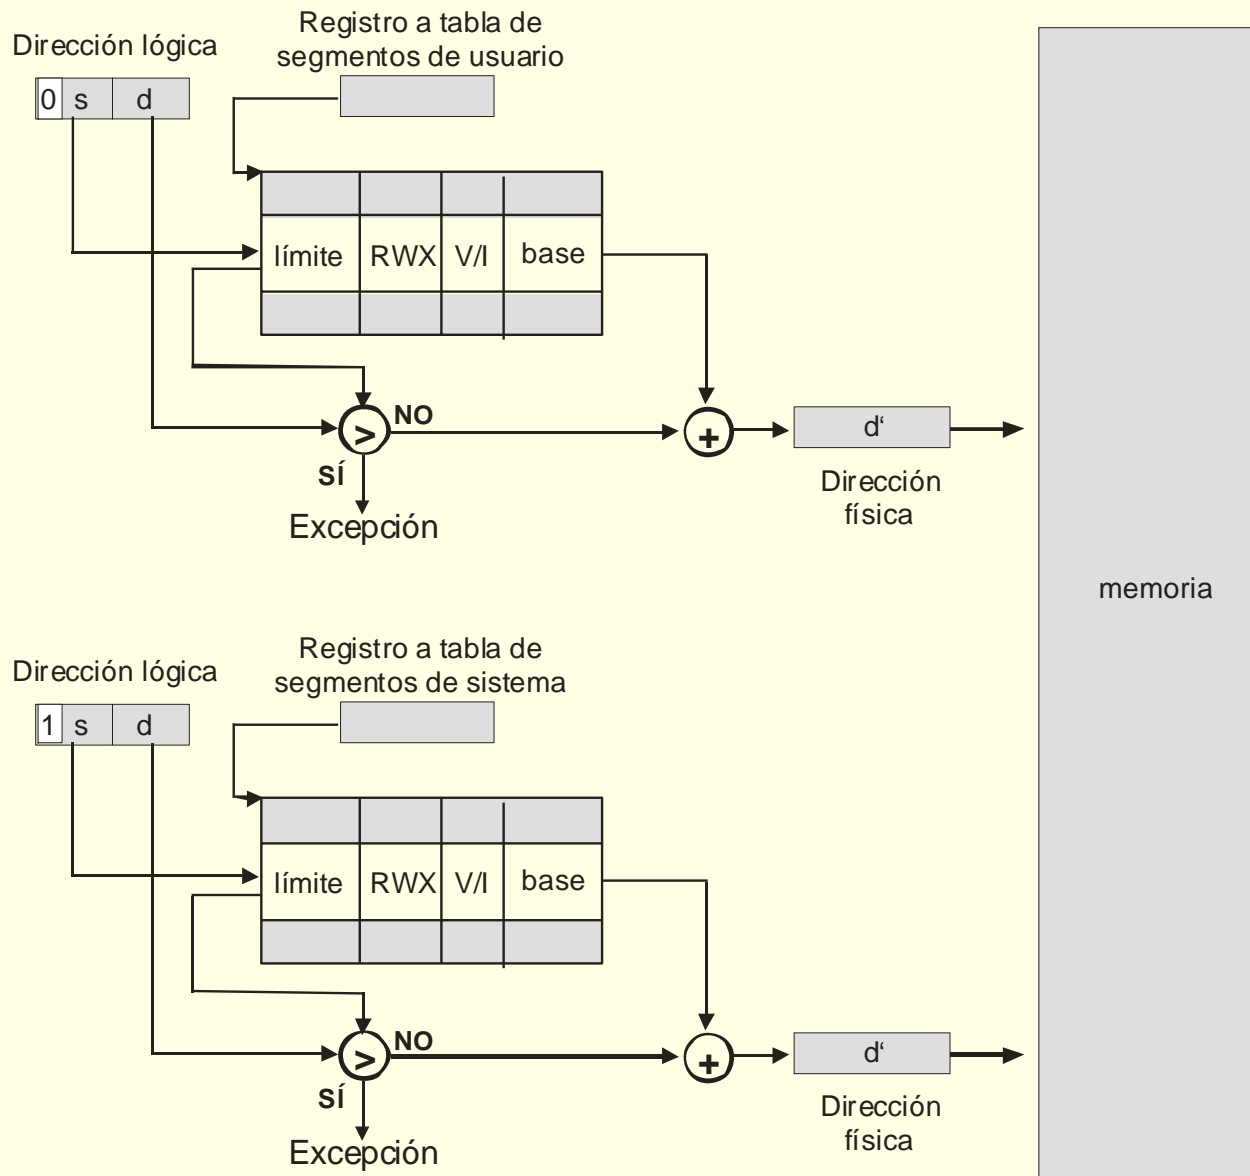 Registro a tabla de
segmentos de usuario
Dirección lógica
0 s d
límite RWX V/I base
> NO
+
d‘
SÍ
Dirección
física
Excepción
memoria
Registro a tabla de
segmentos de sistema
Dirección lógica
1 s d
límite RWX V/I base
> NO
+
d‘
SÍ
Dirección
física
Excepción